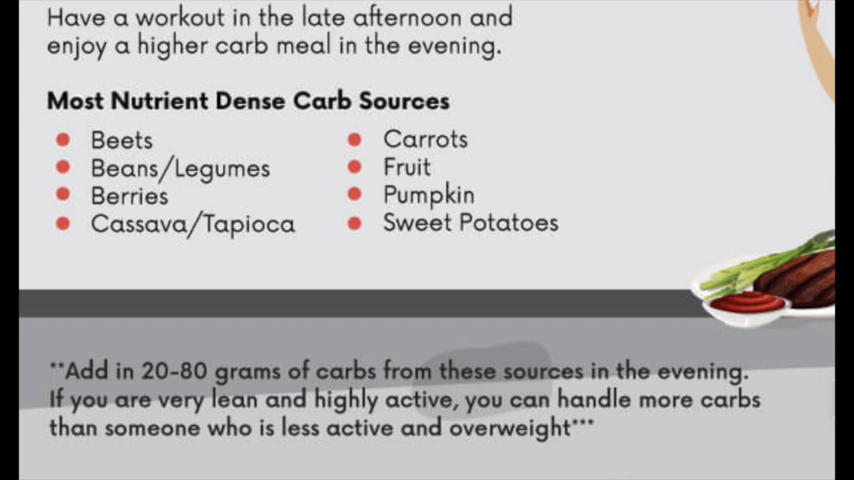 Have a workout in the late afternoon and
enjoy a higher carb meal in the evening.
Most Nutrient Dense Carb Sources
Beets
Beans/Legumes
Berries
Cassava/Tapioca
Carrots
Fruit
Pumpkin
Sweet Potatoes
**Add in 20-80 grams of carbs from these sources in the evening.
If you are very lean and highly active, you can handle more carbs
than someone who is less active and overweight***